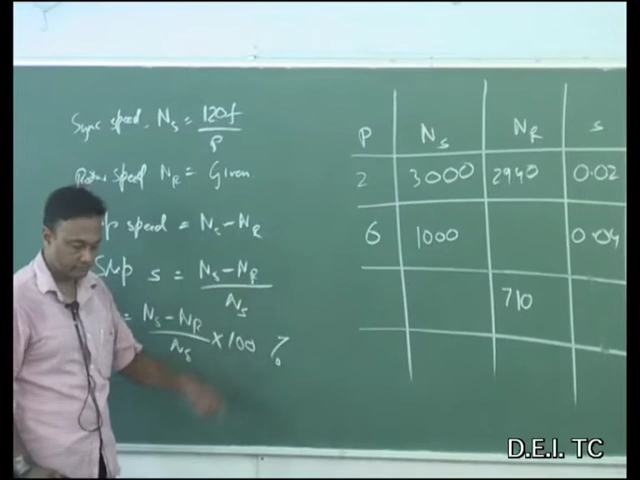 Sync speed. Ns = 120f/P
Rotor speed NR = Given
p speed = Ns - NR
Slip s = Ns - NR / Ns
= Ns - NR / Ns × 100 ?
P Ns NR s
2 3000 2940 0.02
6 1000 0.04
710
D.E.I. TC